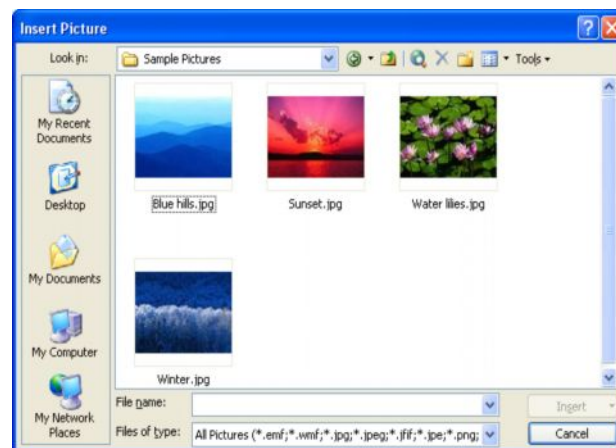 Insert Picture
Look in:
Sample Pictures
Tools
My Recent
Documents
Desktop
My Documents
My Computer
My Network
Places
Blue hills.jpg
Sunset.jpg
Water lilies.jpg
Winter.jpg
File name:
Insert
Files of type:
All Pictures (*.emf;*.wmf;*.jpg;*.jpeg;*.jfif;*.jpe;*.png;
Cancel